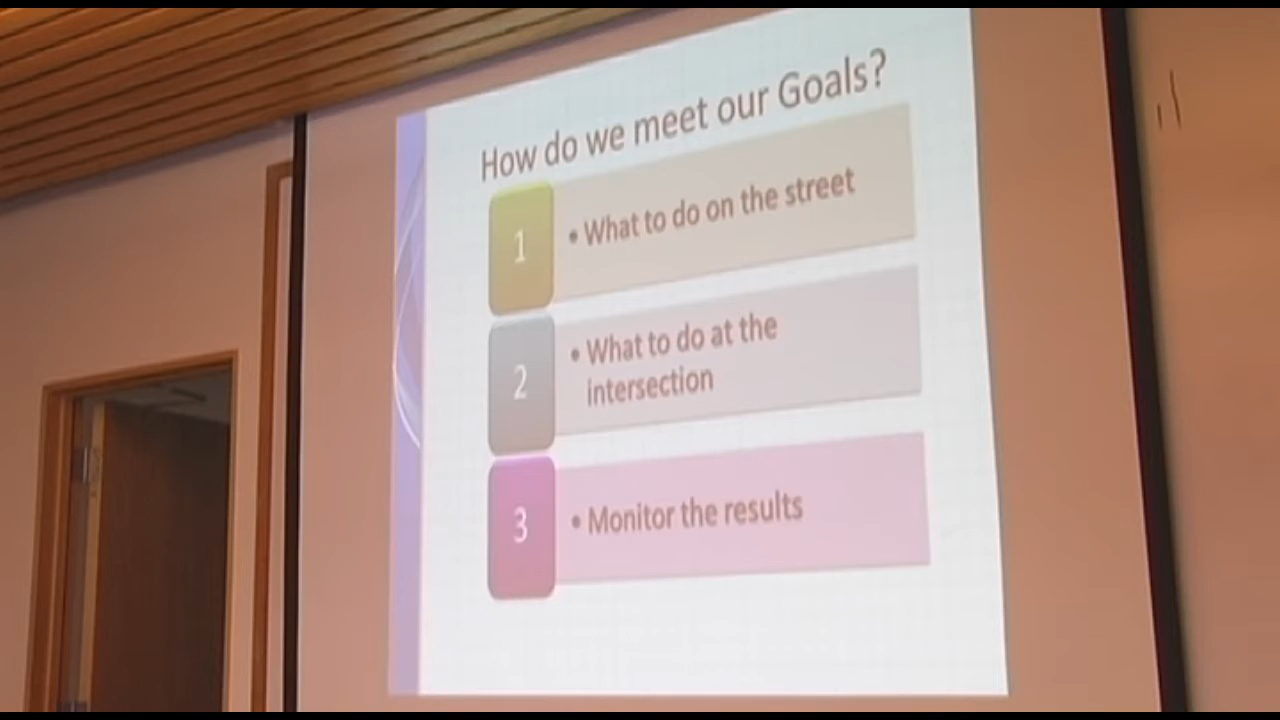 How do we meet our Goals?
1
• What to do on the street
2
• What to do at the
intersection
3
• Monitor the results